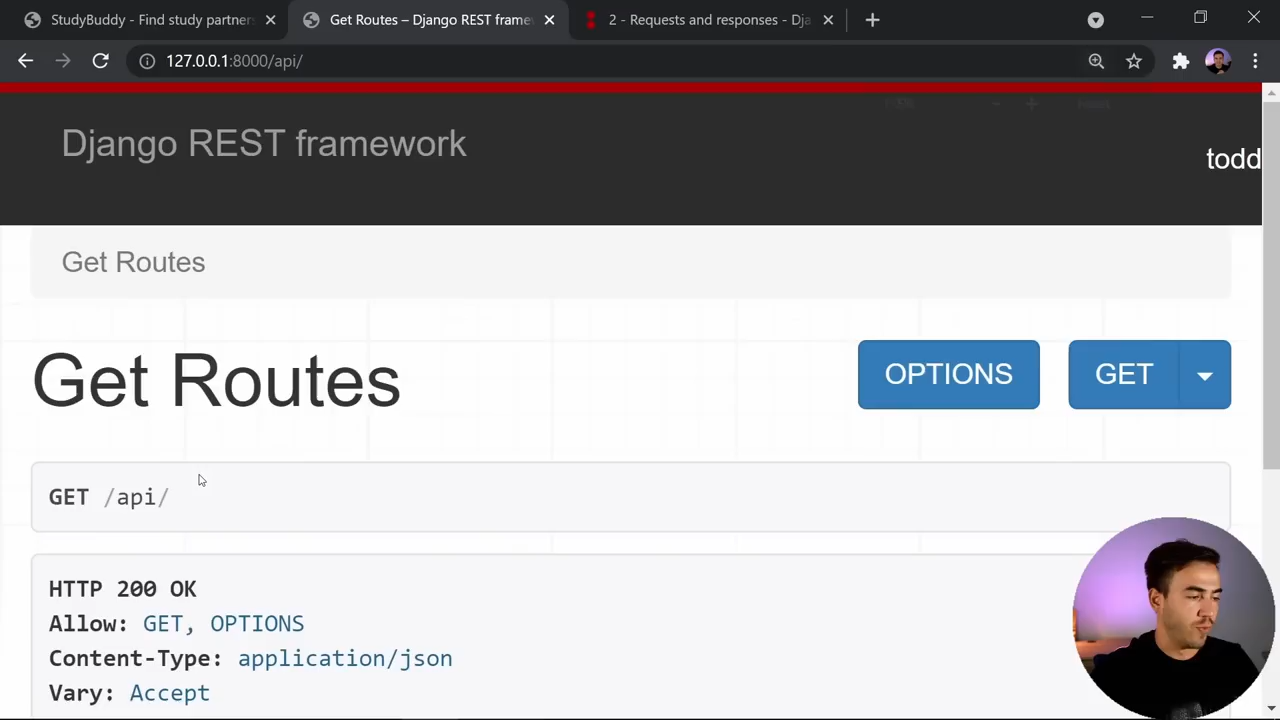 StudyBuddy - Find study partners
Get Routes – Django REST frame
2 - Requests and responses - Dja
127.0.0.1:8000/api/
Django REST framework
todd
Get Routes
Get Routes
OPTIONS
GET
GET /api/
HTTP 200 OK
Allow: GET, OPTIONS
Content-Type: application/json
Vary: Accept